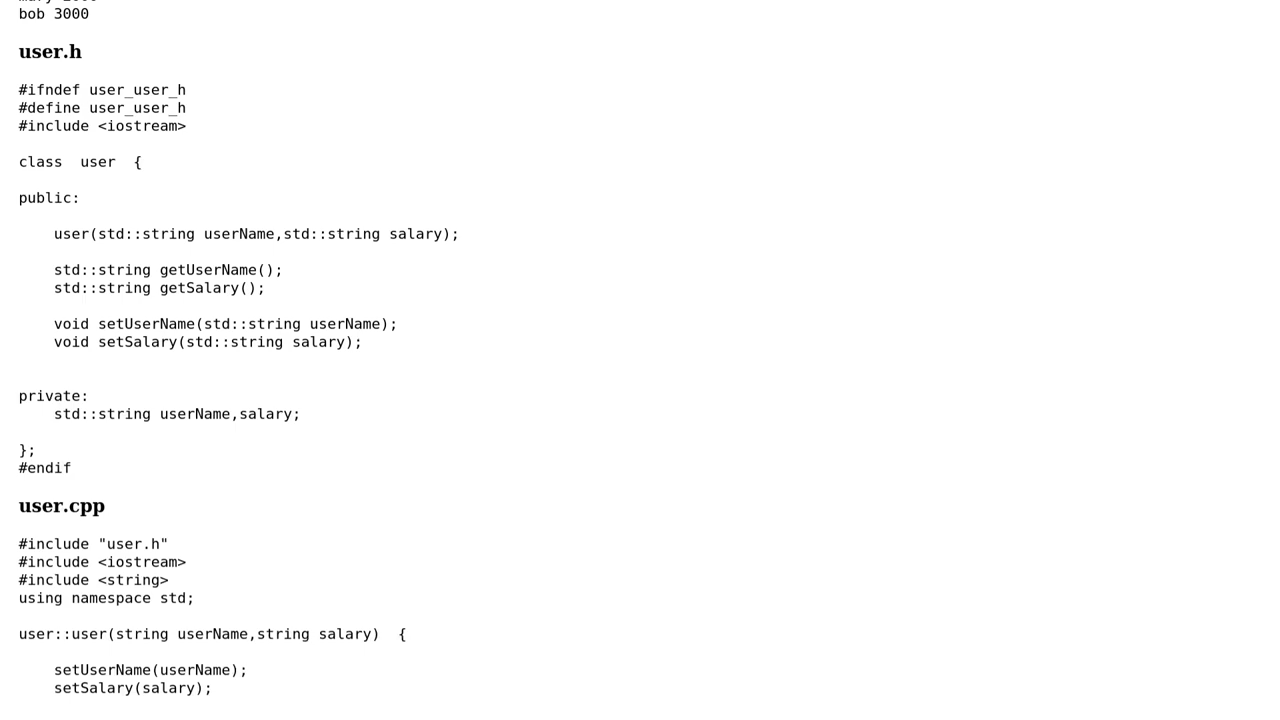 bob 3000
user.h
#ifndef user_user_h
#define user_user_h
#include <iostream>
class  user  {
public:
    user(std::string userName,std::string salary);
    std::string getUserName();
    std::string getSalary();
    void setUserName(std::string userName);
    void setSalary(std::string salary);
private:
    std::string userName,salary;
};
#endif
user.cpp
#include "user.h"
#include <iostream>
#include <string>
using namespace std;
user::user(string userName,string salary)  {
    setUserName(userName);
    setSalary(salary);